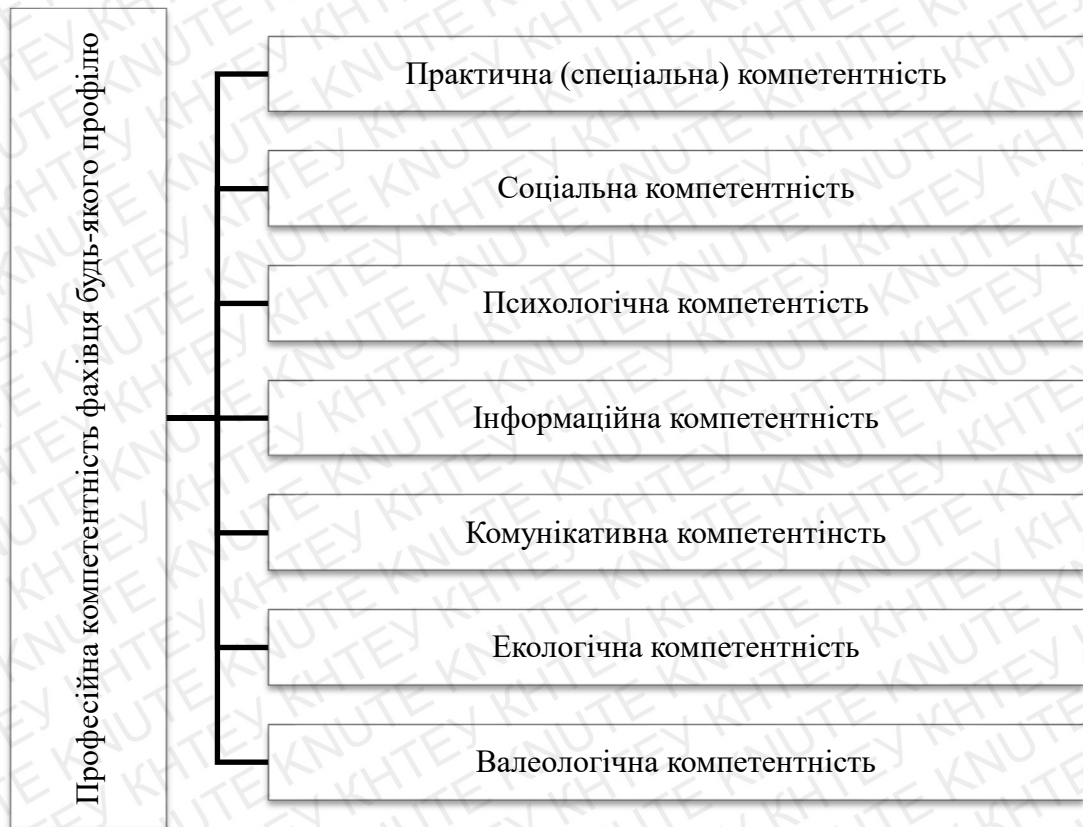 Професійна компетентність фахівця будь-якого профілю
Практична (спеціальна) компетентність
Соціальна компетентність
Психологічна компетентість
Інформаційна компетентність
Комунікативна компетентінсть
Екологічна компетентність
Валеологічна компетентність